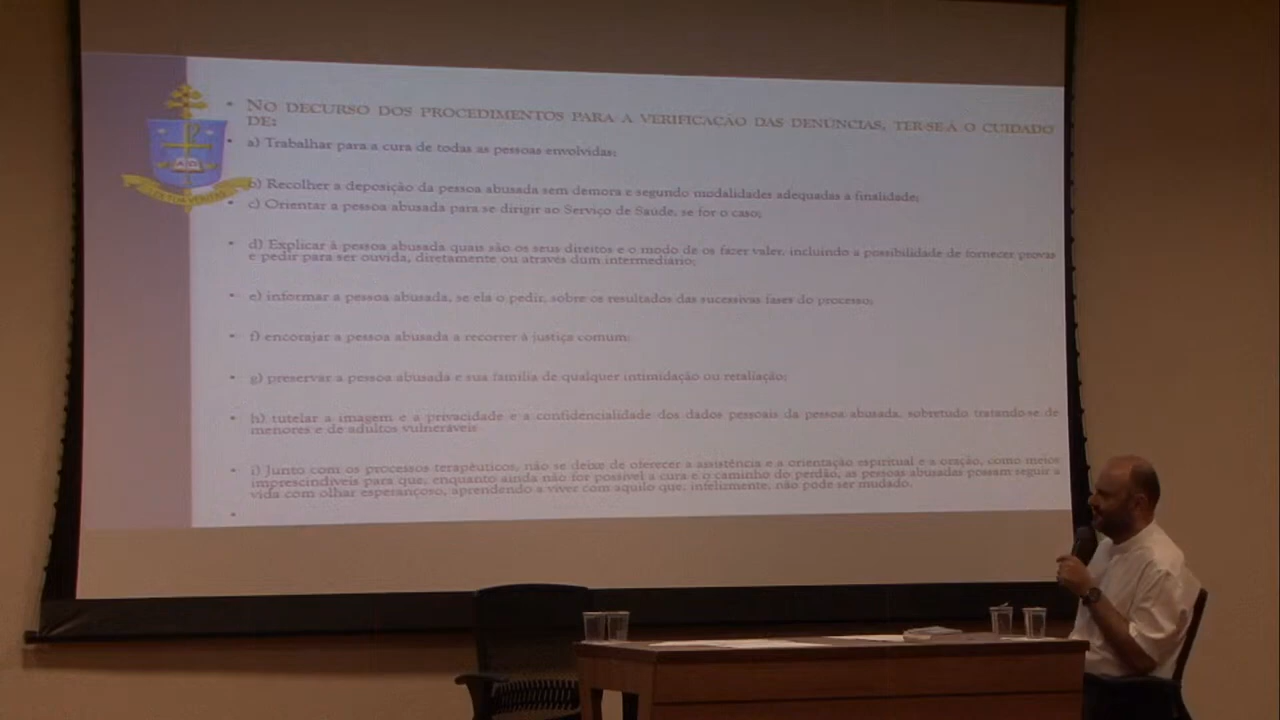 • NO DECURSO DOS PROCEDIMENTOS PARA A VERIFICAÇÃO DAS DENÚNCIAS, TER-SE-Á O CUIDADO
DE:
• a) Trabalhar para a cura de todas as pessoas envolvidas;
b) Recolher a deposição da pessoa abusada sem demora e segundo modalidades adequadas a finalidade;
• c) Orientar a pessoa abusada para se dirigir ao Serviço de Saúde, se for o caso;
• d) Explicar à pessoa abusada quais são os seus direitos e o modo de os fazer valer, incluindo a possibilidade de fornecer provas
e pedir para ser ouvida, diretamente ou através dum intermediário;
• e) informar a pessoa abusada, se ela o pedir, sobre os resultados das sucessivas fases do processo;
• f) encorajar a pessoa abusada a recorrer à justiça comum;
• g) preservar a pessoa abusada e sua família de qualquer intimidação ou retaliação;
• h) tutelar a imagem e a privacidade e a confidencialidade dos dados pessoais da pessoa abusada, sobretudo tratando-se de
menores e de adultos vulneráveis
• i) Junto com os processos terapêuticos, não se deixe de oferecer a assistência e a orientação espiritual e a oração, como meios
imprescindíveis para que, enquanto ainda não for possível a cura e o caminho do perdão, as pessoas abusadas possam seguir a
vida com olhar esperançoso, aprendendo a viver com aquilo que, infelizmente, não pode ser mudado.